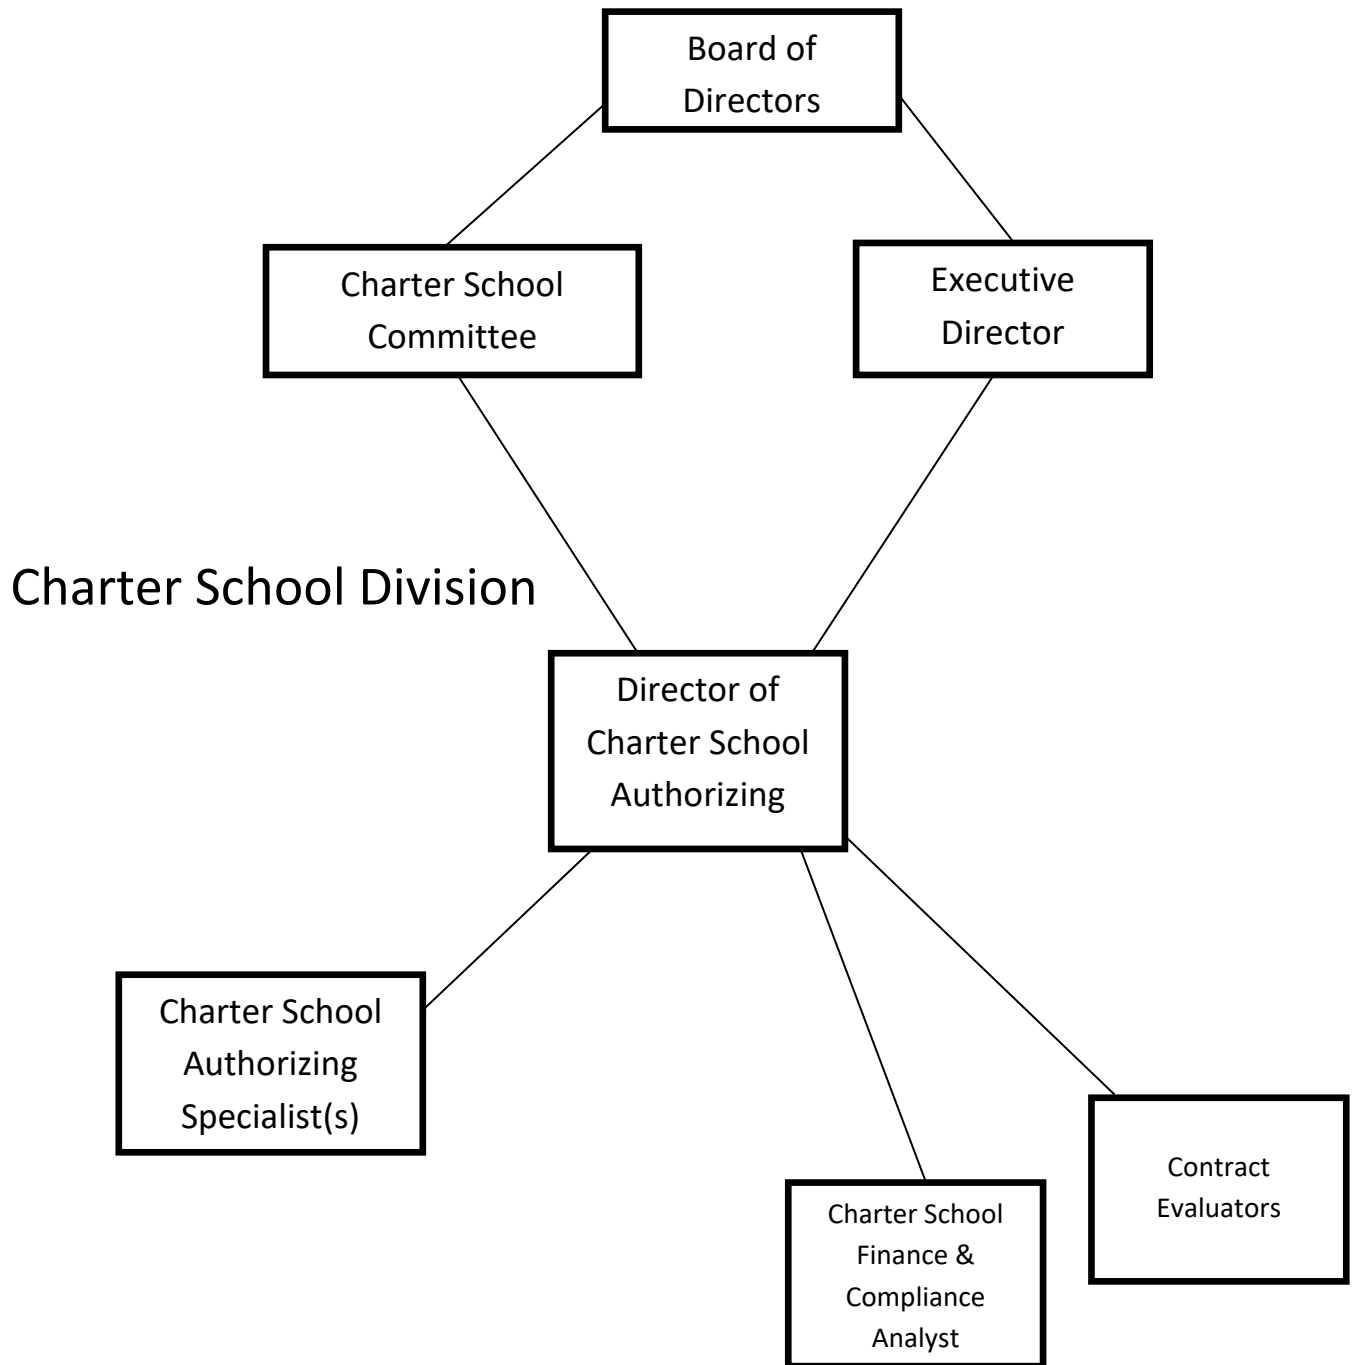 Board of
Directors
Charter School
Committee
Executive
Director
Charter School Division
Director of
Charter School
Authorizing
Charter School
Authorizing
Specialist(s)
Charter School
Finance &
Compliance
Analyst
Contract
Evaluators